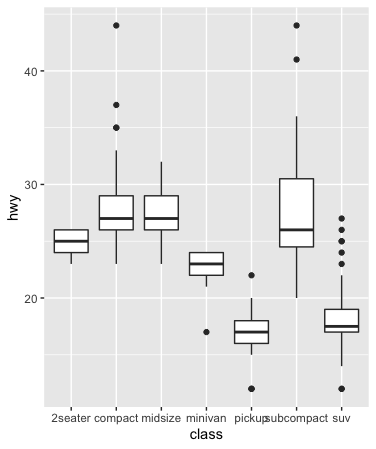 40
30
20
hwy
2seater compact midsize minivan pickup subcompact suv
class